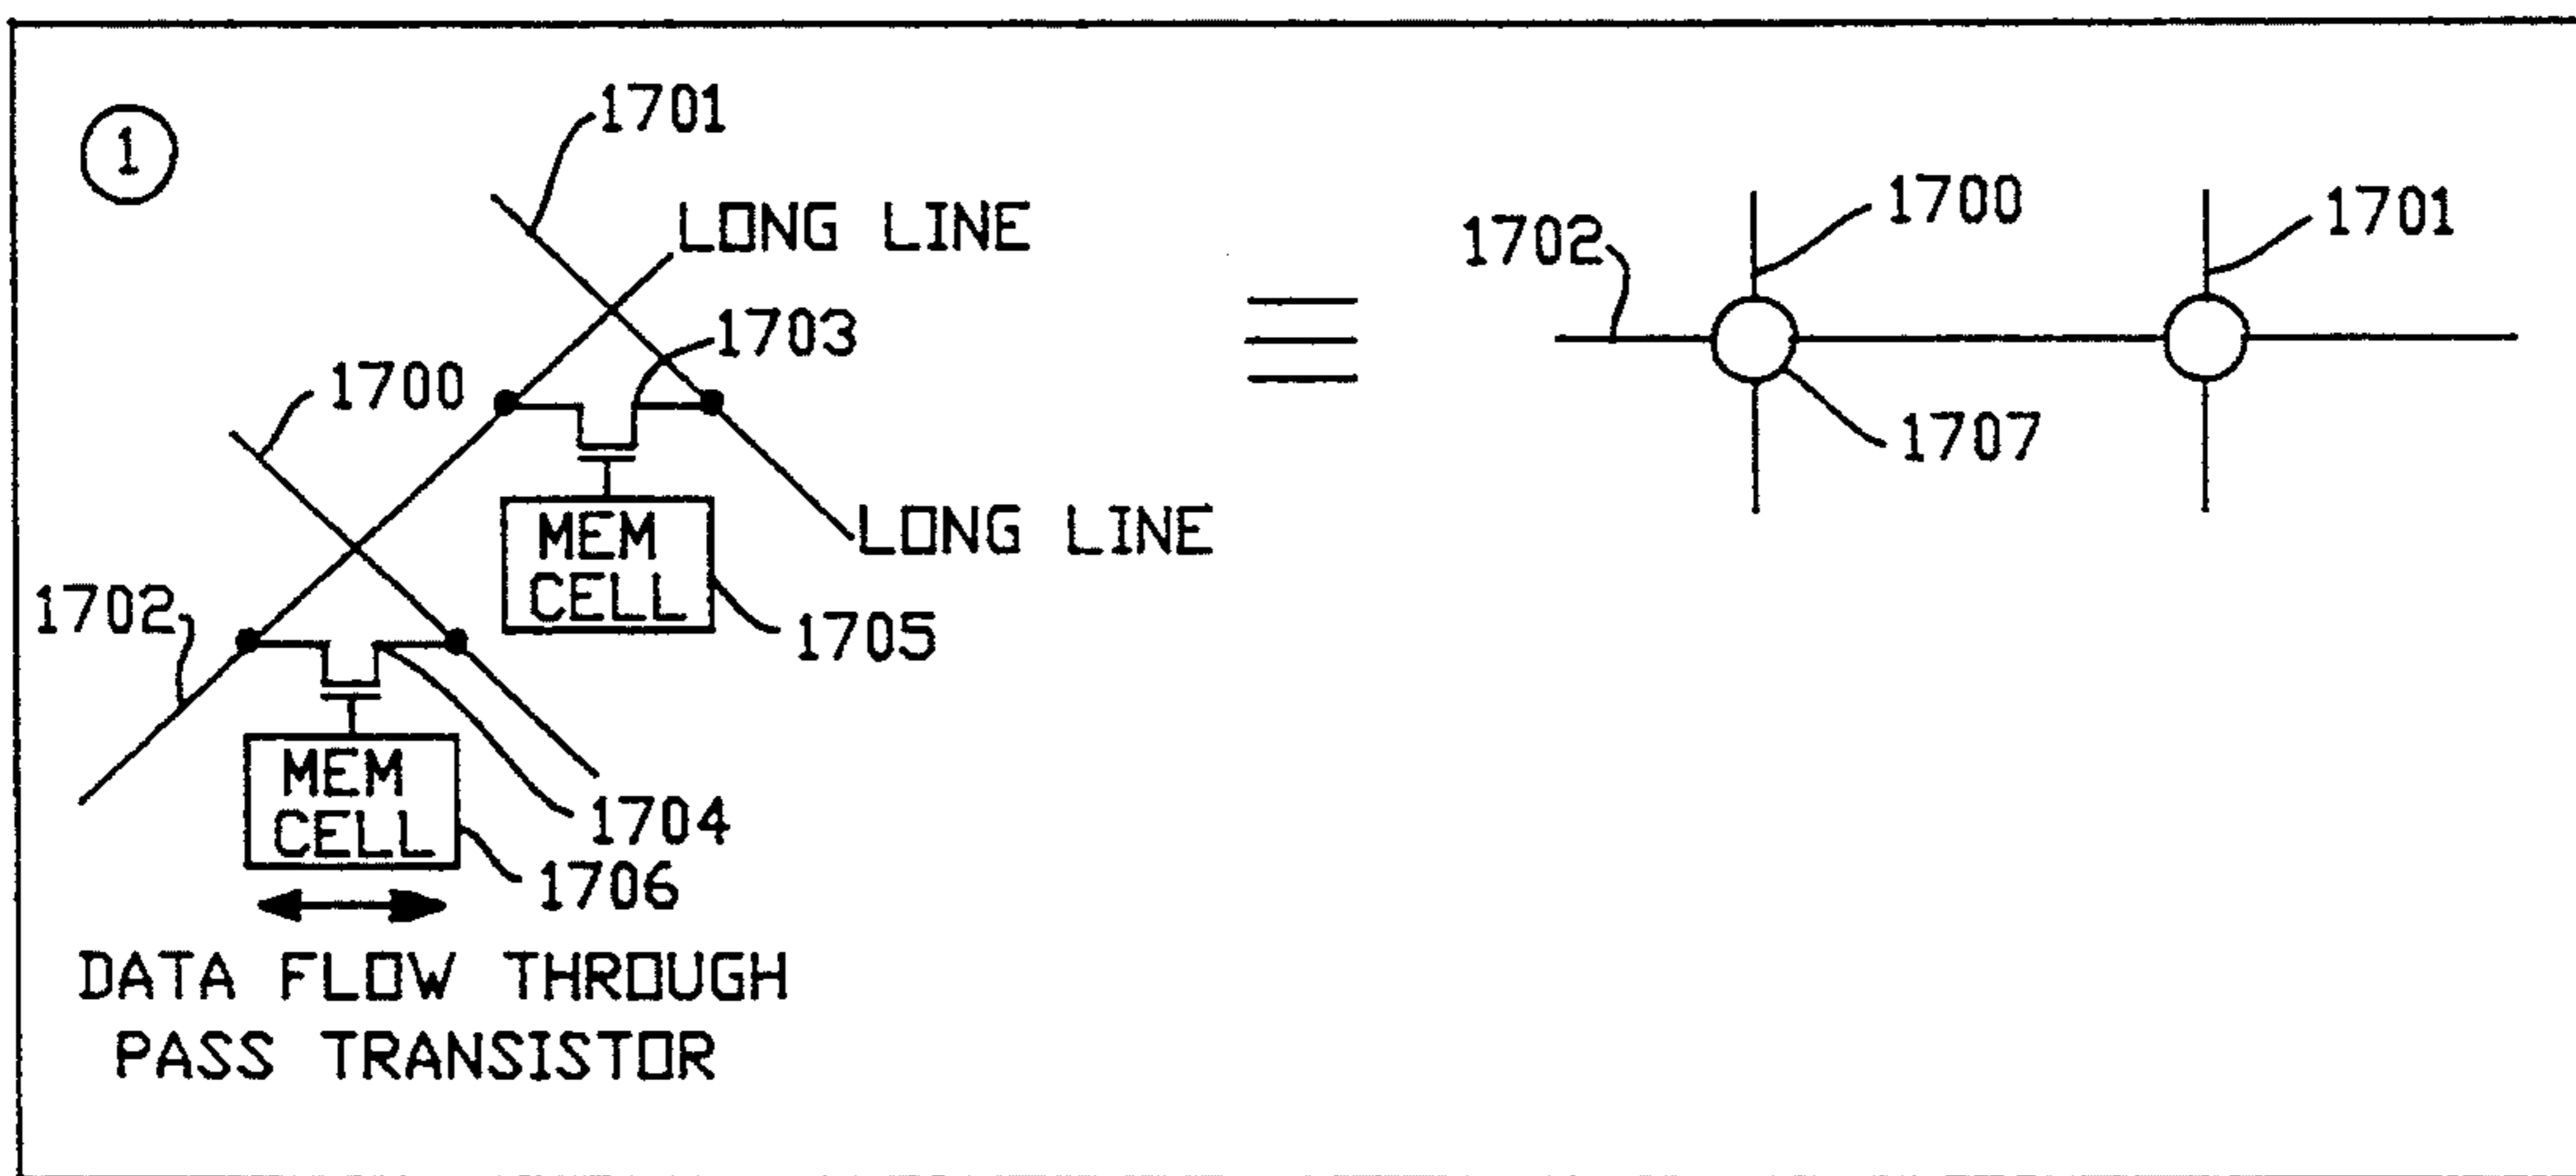 1
1701
LONG LINE
1703
1700
LONG LINE
MEM
CELL
1705
1702
MEM
CELL
1704
1706
DATA FLOW THROUGH
PASS TRANSISTOR
1702
1700
1701
1707